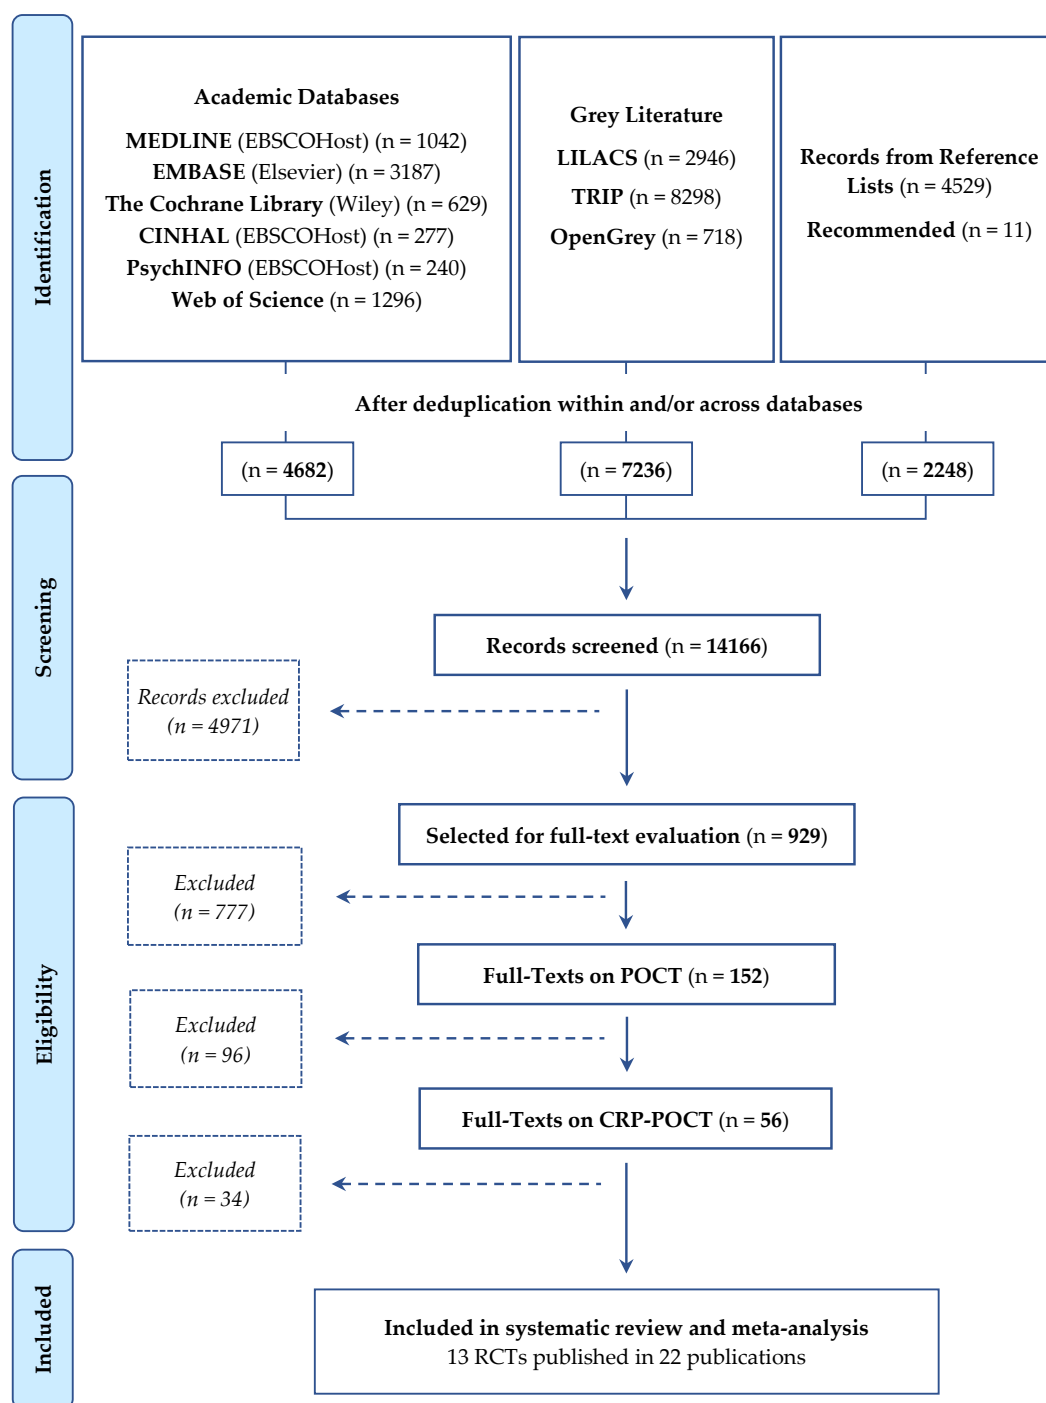 Identification
Academic Databases
MEDLINE (EBSCOHost) (n = 1042)
EMBASE (Elsevier) (n = 3187)
The Cochrane Library (Wiley) (n = 629)
CINHAL (EBSCOHost) (n = 277)
PsychINFO (EBSCOHost) (n = 240)
Web of Science (n = 1296)
Grey Literature
LILACS (n = 2946)
TRIP (n = 8298)
OpenGrey (n = 718)
Records from Reference
Lists (n = 4529)
Recommended (n = 11)
After deduplication within and/or across databases
(n = 4682)
(n = 7236)
(n = 2248)
Screening
Records screened (n = 14166)
Records excluded
(n = 4971)
Eligibility
Selected for full-text evaluation (n = 929)
Excluded
(n = 777)
Full-Texts on POCT (n = 152)
Excluded
(n = 96)
Full-Texts on CRP-POCT (n = 56)
Excluded
(n = 34)
Included
Included in systematic review and meta-analysis
13 RCTs published in 22 publications